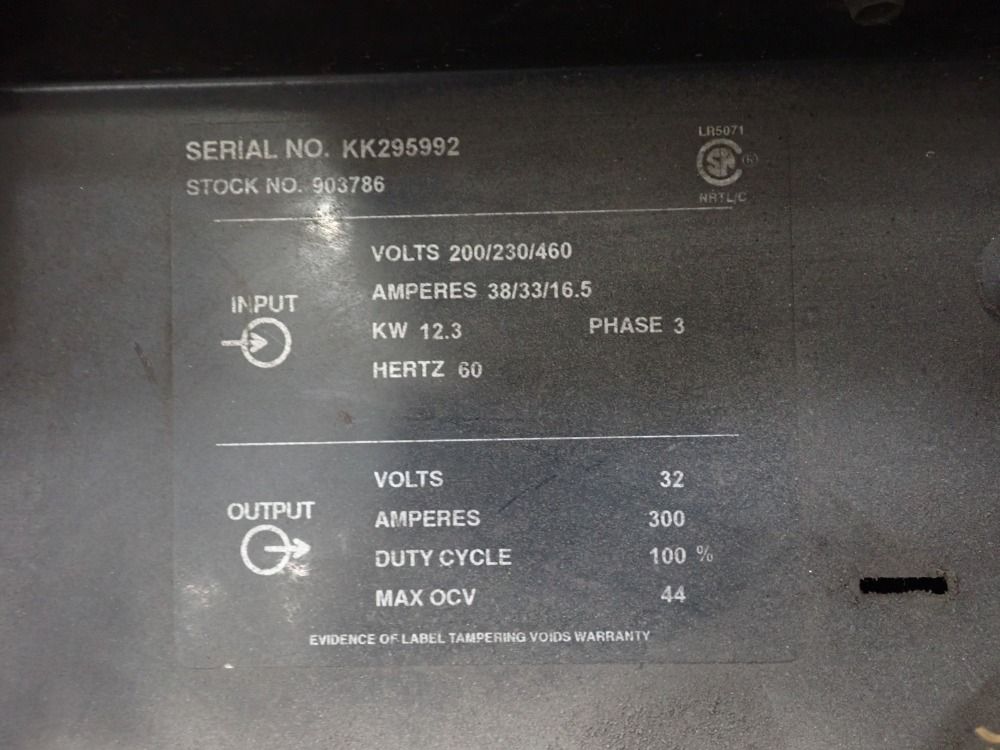 SERIAL NO. KK295992
STOCK NO. 903786
LR5071
SP ®
NRTL/C
INPUT
VOLTS 200/230/460
AMPERES 38/33/16.5
KW 12.3 PHASE 3
HERTZ 60
OUTPUT
VOLTS 32
AMPERES 300
DUTY CYCLE 100 %
MAX OCV 44
EVIDENCE OF LABEL TAMPERING VOIDS WARRANTY